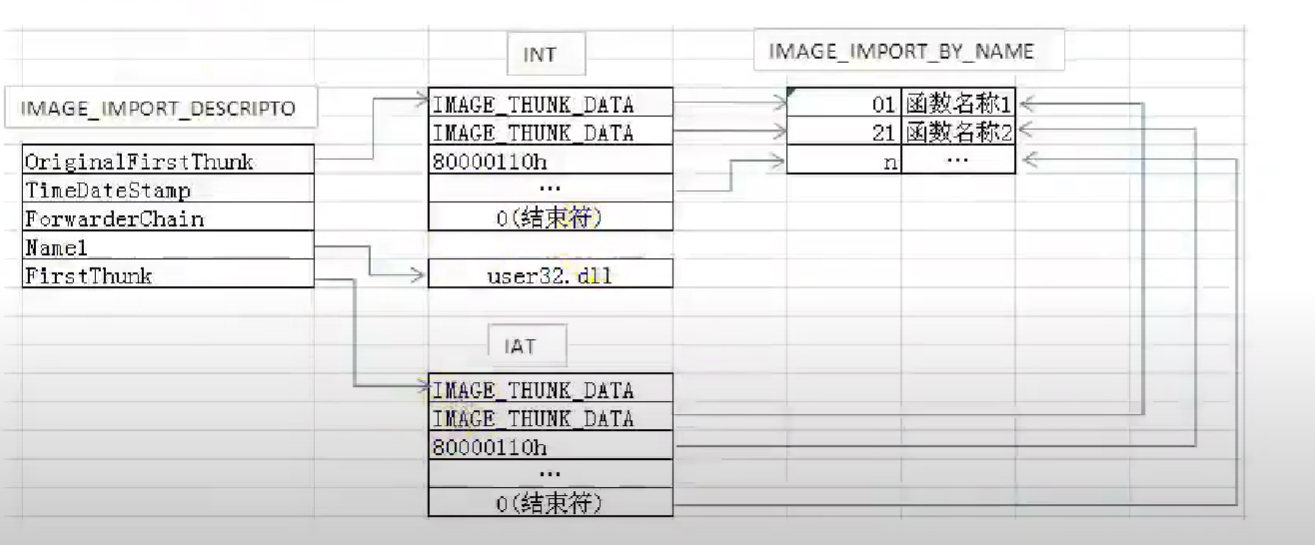 INT
IMAGE_IMPORT_BY_NAME
IMAGE_IMPORT_DESCRIPTO
IMAGE_THUNK_DATA
IMAGE_THUNK_DATA
80000110h
…
0(结束符)
01 函数名称1
21 函数名称2
n …
OriginalFirstThunk
TimeDateStamp
ForwarderChain
Name1
FirstThunk
user32.dll
IAT
IMAGE_THUNK_DATA
IMAGE_THUNK_DATA
80000110h
…
0(结束符)